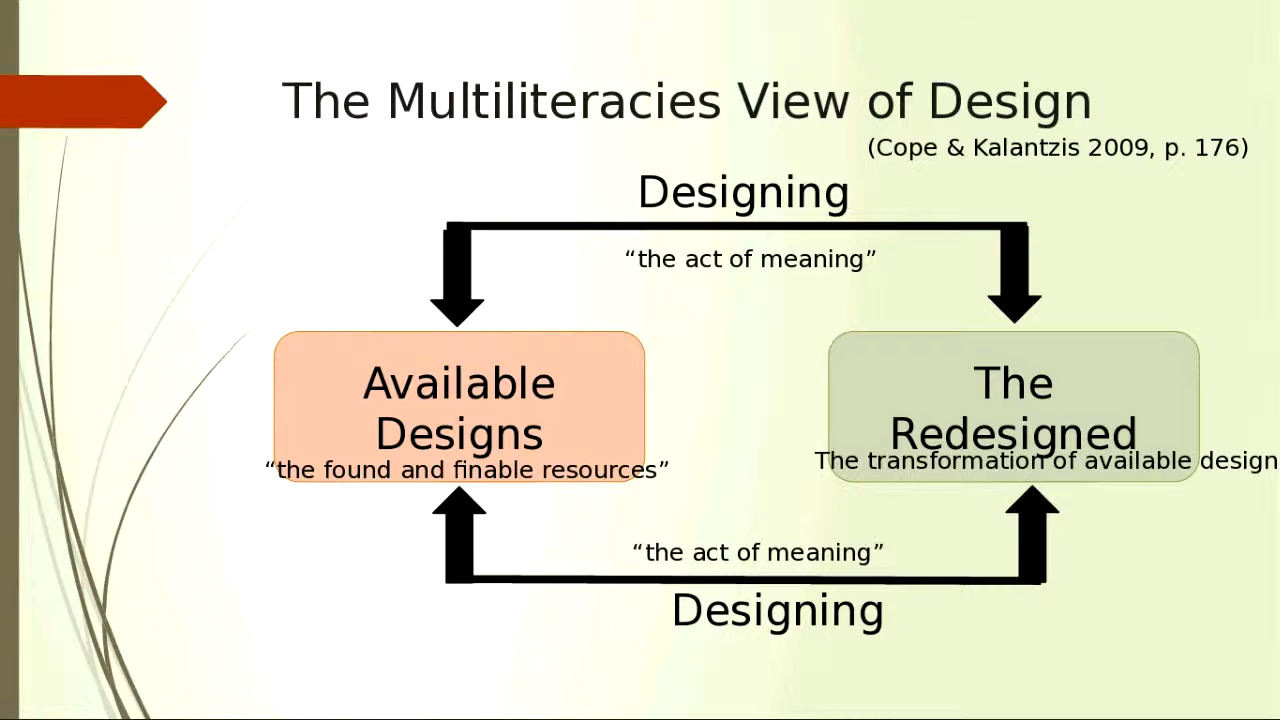 The Multiliteracies View of Design
(Cope & Kalantzis 2009, p. 176)
Designing
“the act of meaning”
Available
Designs
“the found and finable resources”
The
Redesigned
The transformation of available design
“the act of meaning”
Designing